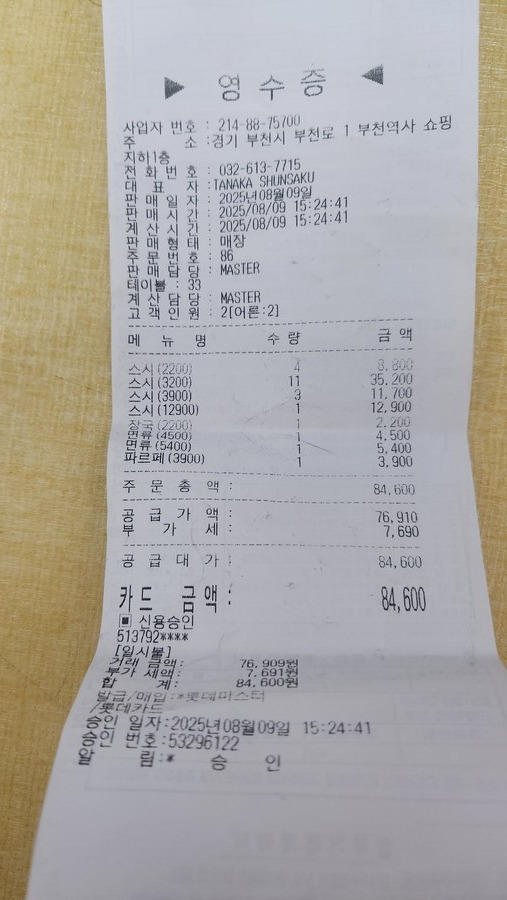 ▶ 영 수 증 ◀
사업자 번호 : 214-88-75700
주 소 :경기 부천시 부천로 1 부천역사 쇼핑
지하1층
전 화 번 호 : 032-613-7715
대 표 자 :TANAKA SHUNSAKU
판 매 일 자 : 2025년08월09일
판 매 시 간 : 2025/08/09 15:24:41
계 산 시 간 : 2025/08/09 15:24:41
판 매 형 태 : 매장
주 문 번 호 : 86
판 매 담 당 : MASTER
테이블 : 33
계 산 담 당 : MASTER
고 객 인 원 : 2[어른:2]
메 뉴 명 수 량 금 액
스시(2200) 4 8,800
스시(3200) 11 35,200
스시(3900) 3 11,700
스시(12900) 1 12,900
장국(2200) 1 2,200
면류(4500) 1 4,500
면류(5400) 1 5,400
파르페(3900) 1 3,900
주 문 총 액 : 84,600
공 급 가 액 : 76,910
부 가 세 : 7,690
공 급 대 가 : 84,600
카드 금액 : 84,600
▣ 신용승인
513792****
[일시불]
거래 금액: 76,909원
부가 세액: 7,691원
합 계: 84,600원
발급/매입:*롯데마스터
/롯데카드
승인 일자:2025년08월09일 15:24:41
승인 번호:53296122
알 림:* 승 인